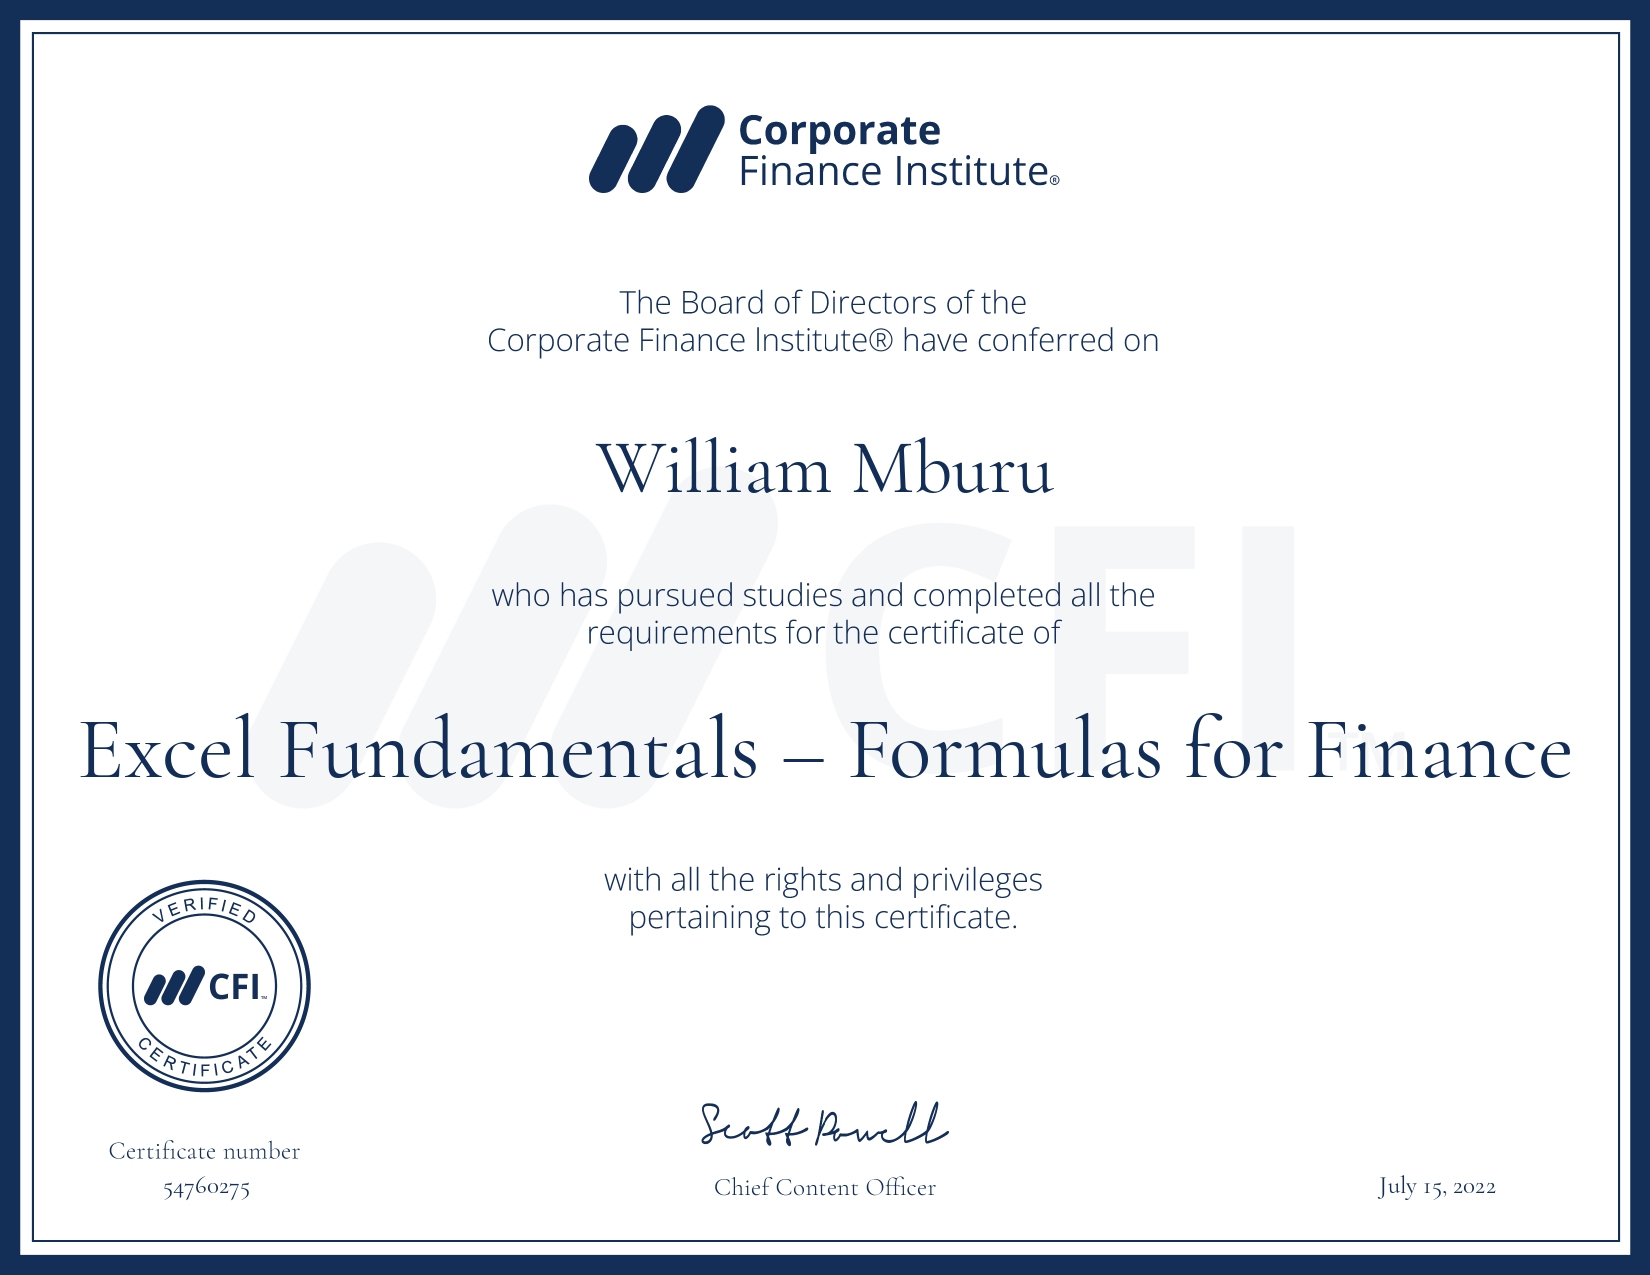 Corporate
Finance Institute®
The Board of Directors of the
Corporate Finance Institute® have conferred on
William Mburu
CFI
who has pursued studies and completed all the
requirements for the certificate of
Excel Fundamentals – Formulas for Finance
with all the rights and privileges
pertaining to this certificate.
VERIFIED
CFI™
CERTIFICATE
Scott Powell
Certificate number
54760275
Chief Content Officer
July 15, 2022